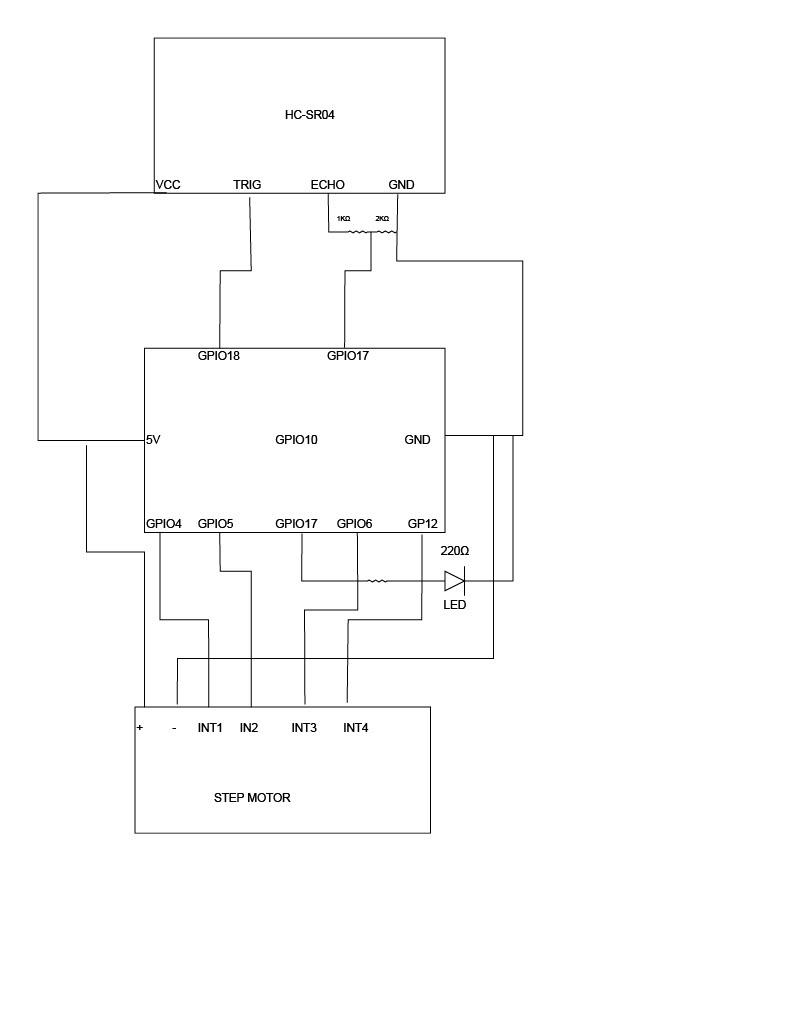 HC-SR04
VCC TRIG ECHO GND
1KΩ 2KΩ
GPIO18 GPIO17
5V GPIO10 GND
GPIO4 GPIO5 GPIO17 GPIO6 GP12
220Ω
LED
+ - INT1 IN2 INT3 INT4
STEP MOTOR